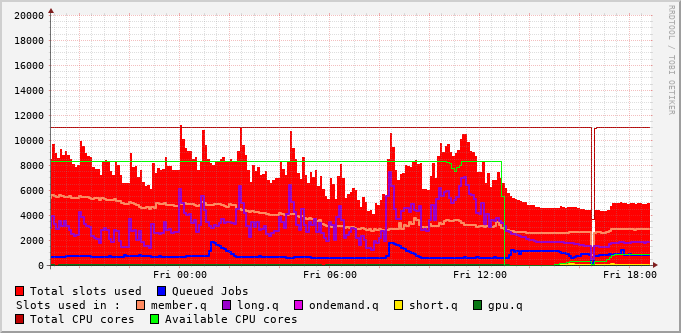 20000
18000
16000
14000
12000
10000
8000
6000
4000
2000
0
Fri 00:00 Fri 06:00 Fri 12:00 Fri 18:00
Total slots used Queued Jobs
Slots used in : member.q long.q ondemand.q short.q gpu.q
Total CPU cores Available CPU cores
RRDTOOL / TOBI OETIKER